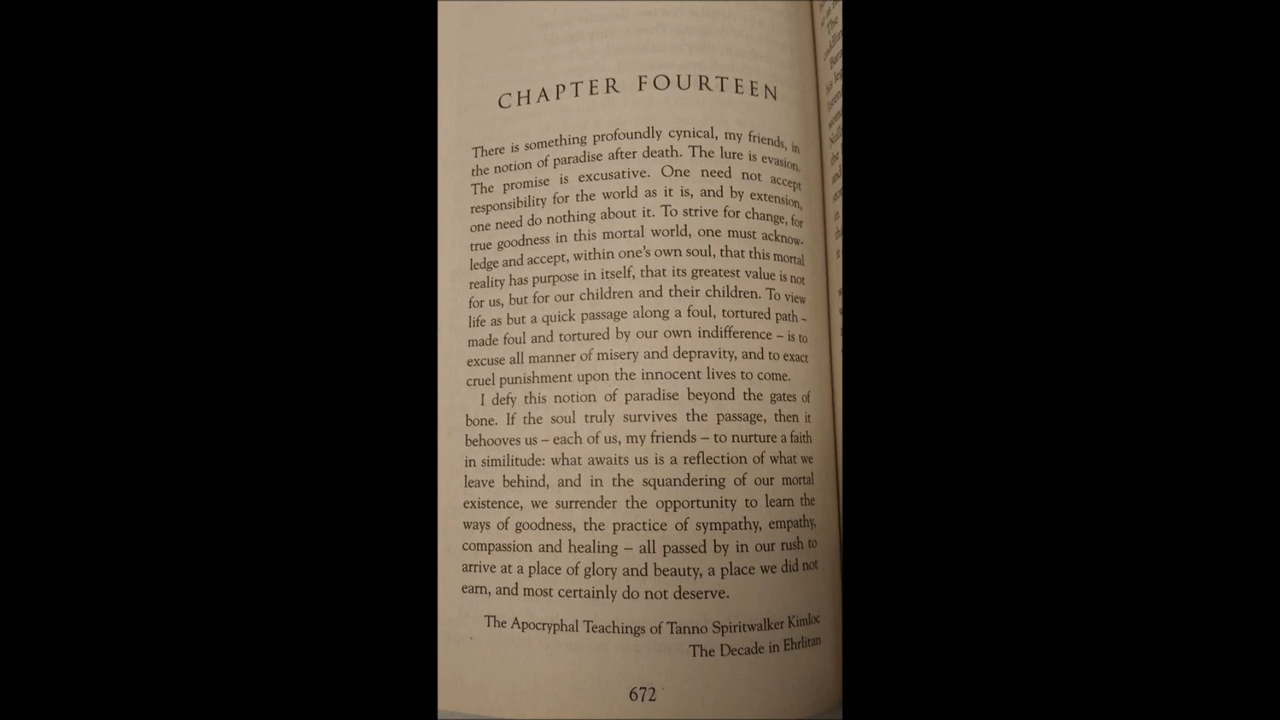 CHAPTER FOURTEEN
There is something profoundly cynical, my friends, in
the notion of paradise after death. The lure is evasion.
The promise is excusative. One need not accept
responsibility for the world as it is, and by extension,
one need do nothing about it. To strive for change, for
true goodness in this mortal world, one must acknow-
ledge and accept, within one's own soul, that this mortal
reality has purpose in itself, that its greatest value is not
for us, but for our children and their children. To view
life as but a quick passage along a foul, tortured path –
made foul and tortured by our own indifference – is to
excuse all manner of misery and depravity, and to exact
cruel punishment upon the innocent lives to come.
I defy this notion of paradise beyond the gates of
bone. If the soul truly survives the passage, then it
behooves us – each of us, my friends – to nurture a faith
in similitude: what awaits us is a reflection of what we
leave behind, and in the squandering of our mortal
existence, we surrender the opportunity to learn the
ways of goodness, the practice of sympathy, empathy,
compassion and healing – all passed by in our rush to
arrive at a place of glory and beauty, a place we did not
earn, and most certainly do not deserve.
The Apocryphal Teachings of Tanno Spiritwalker Kimloc
The Decade in Ehrlitan
672